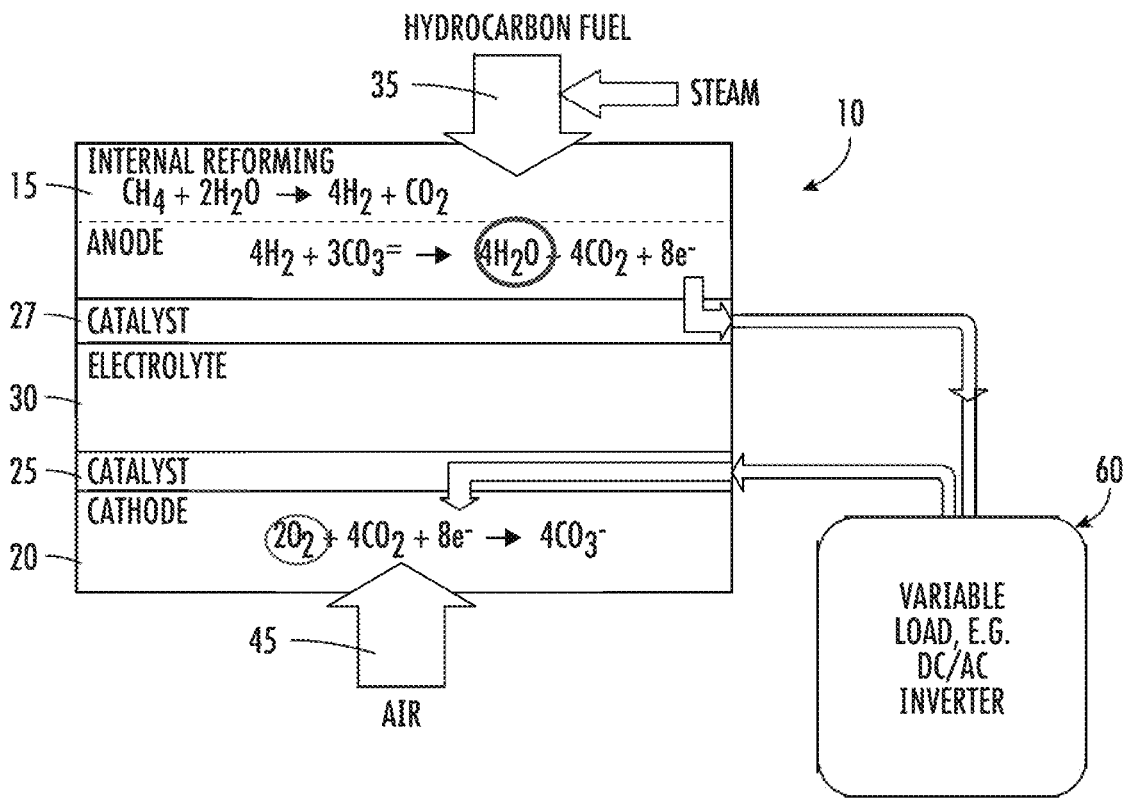 HYDROCARBON FUEL
35
STEAM
10
INTERNAL REFORMING
15
CH4 + 2H2O → 4H2 + CO2
ANODE
4H2 + 3CO3= → 4H2O + 4CO2 + 8e-
27
CATALYST
ELECTROLYTE
30
25
CATALYST
60
CATHODE
2O2 + 4CO2 + 8e- → 4CO3-
20
VARIABLE
LOAD, E.G.
DC/AC
INVERTER
45
AIR